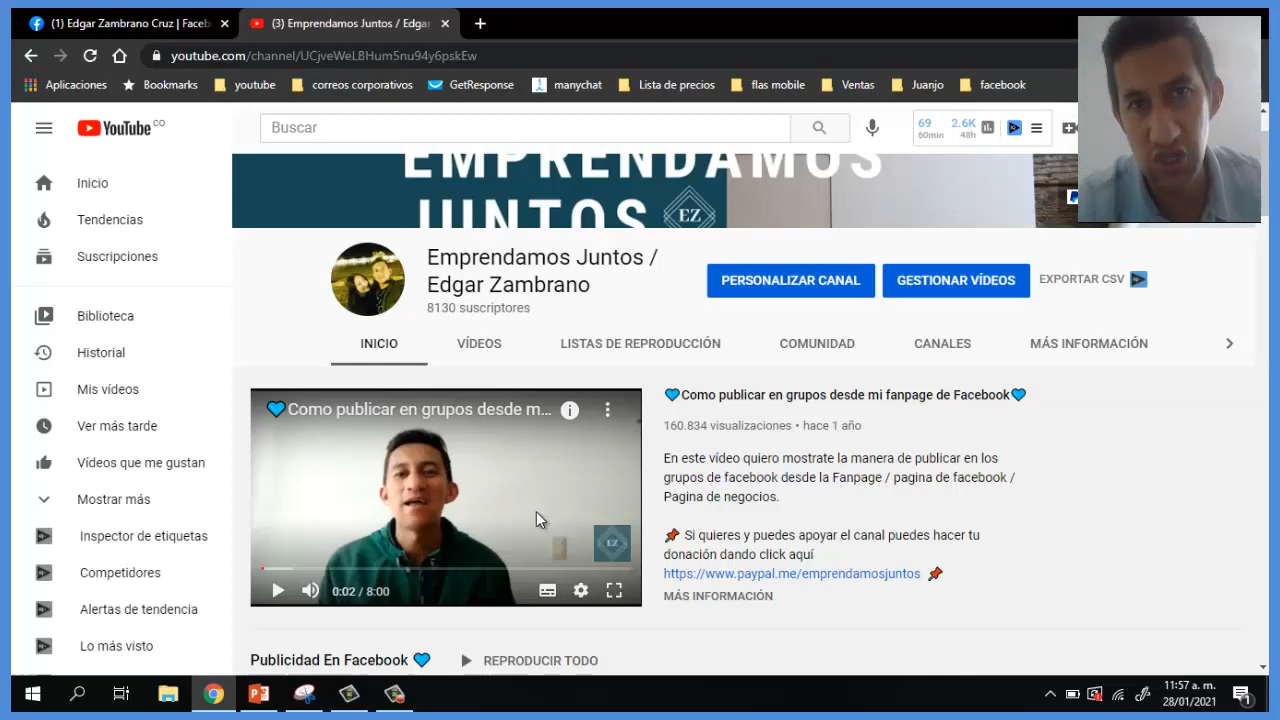 (1) Edgar Zambrano Cruz | Faceb
(3) Emprendamos Juntos / Edgar
youtube.com/channel/UCjveWeLBHum5nu94y6pskEw
Aplicaciones
Bookmarks
youtube
correos corporativos
GetResponse
manychat
Lista de precios
flas mobile
Ventas
Juanjo
facebook
YouTube CO
Buscar
69
60min
2.6K
48h
EMPRENDAMOS
JUNTOS
EZ
Inicio
Tendencias
Suscripciones
Biblioteca
Historial
Mis vídeos
Ver más tarde
Vídeos que me gustan
Mostrar más
Inspector de etiquetas
Competidores
Alertas de tendencia
Lo más visto
Emprendamos Juntos /
Edgar Zambrano
8130 suscriptores
PERSONALIZAR CANAL
GESTIONAR VÍDEOS
EXPORTAR CSV
INICIO
VÍDEOS
LISTAS DE REPRODUCCIÓN
COMUNIDAD
CANALES
MÁS INFORMACIÓN
💙Como publicar en grupos desde m...
EZ
0:02 / 8:00
💙Como publicar en grupos desde mi fanpage de Facebook💙
160.834 visualizaciones • hace 1 año
En este vídeo quiero mostrate la manera de publicar en los
grupos de facebook desde la Fanpage / pagina de facebook /
Pagina de negocios.
📌 Si quieres y puedes apoyar el canal puedes hacer tu
donación dando click aquí
https://www.paypal.me/emprendamosjuntos 📌
MÁS INFORMACIÓN
Publicidad En Facebook 💙
REPRODUCIR TODO
11:57 a. m.
28/01/2021
1